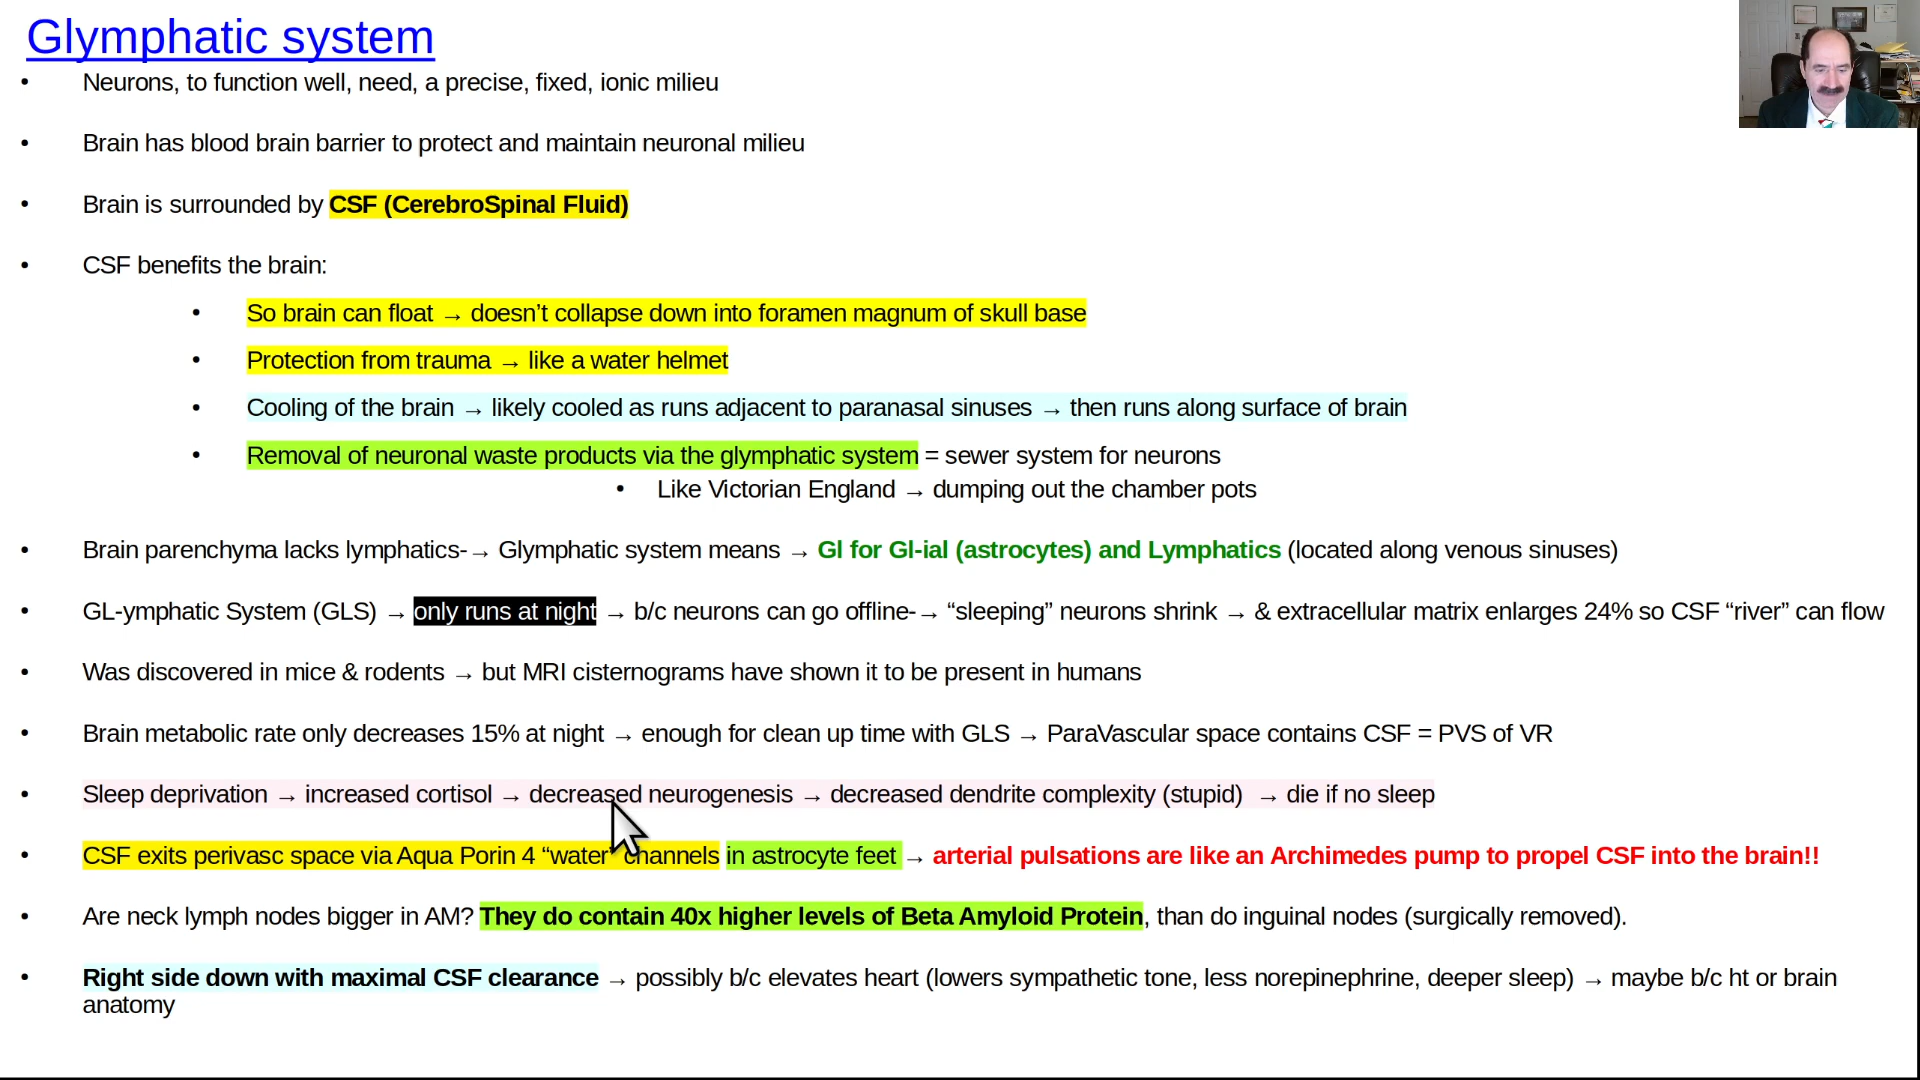 Glymphatic system
• Neurons, to function well, need, a precise, fixed, ionic milieu
• Brain has blood brain barrier to protect and maintain neuronal milieu
• Brain is surrounded by CSF (CerebroSpinal Fluid)
• CSF benefits the brain:
• So brain can float → doesn’t collapse down into foramen magnum of skull base
• Protection from trauma → like a water helmet
• Cooling of the brain → likely cooled as runs adjacent to paranasal sinuses → then runs along surface of brain
• Removal of neuronal waste products via the glymphatic system = sewer system for neurons
• Like Victorian England → dumping out the chamber pots
• Brain parenchyma lacks lymphatics-→ Glymphatic system means → Gl for Gl-ial (astrocytes) and Lymphatics (located along venous sinuses)
• GL-ymphatic System (GLS) → only runs at night → b/c neurons can go offline-→ “sleeping” neurons shrink → & extracellular matrix enlarges 24% so CSF “river” can flow
• Was discovered in mice & rodents → but MRI cisternograms have shown it to be present in humans
• Brain metabolic rate only decreases 15% at night → enough for clean up time with GLS → ParaVascular space contains CSF = PVS of VR
• Sleep deprivation → increased cortisol → decreased neurogenesis → decreased dendrite complexity (stupid) → die if no sleep
• CSF exits perivasc space via Aqua Porin 4 “water” channels in astrocyte feet → arterial pulsations are like an Archimedes pump to propel CSF into the brain!!
• Are neck lymph nodes bigger in AM? They do contain 40x higher levels of Beta Amyloid Protein, than do inguinal nodes (surgically removed).
• Right side down with maximal CSF clearance → possibly b/c elevates heart (lowers sympathetic tone, less norepinephrine, deeper sleep) → maybe b/c ht or brain
anatomy